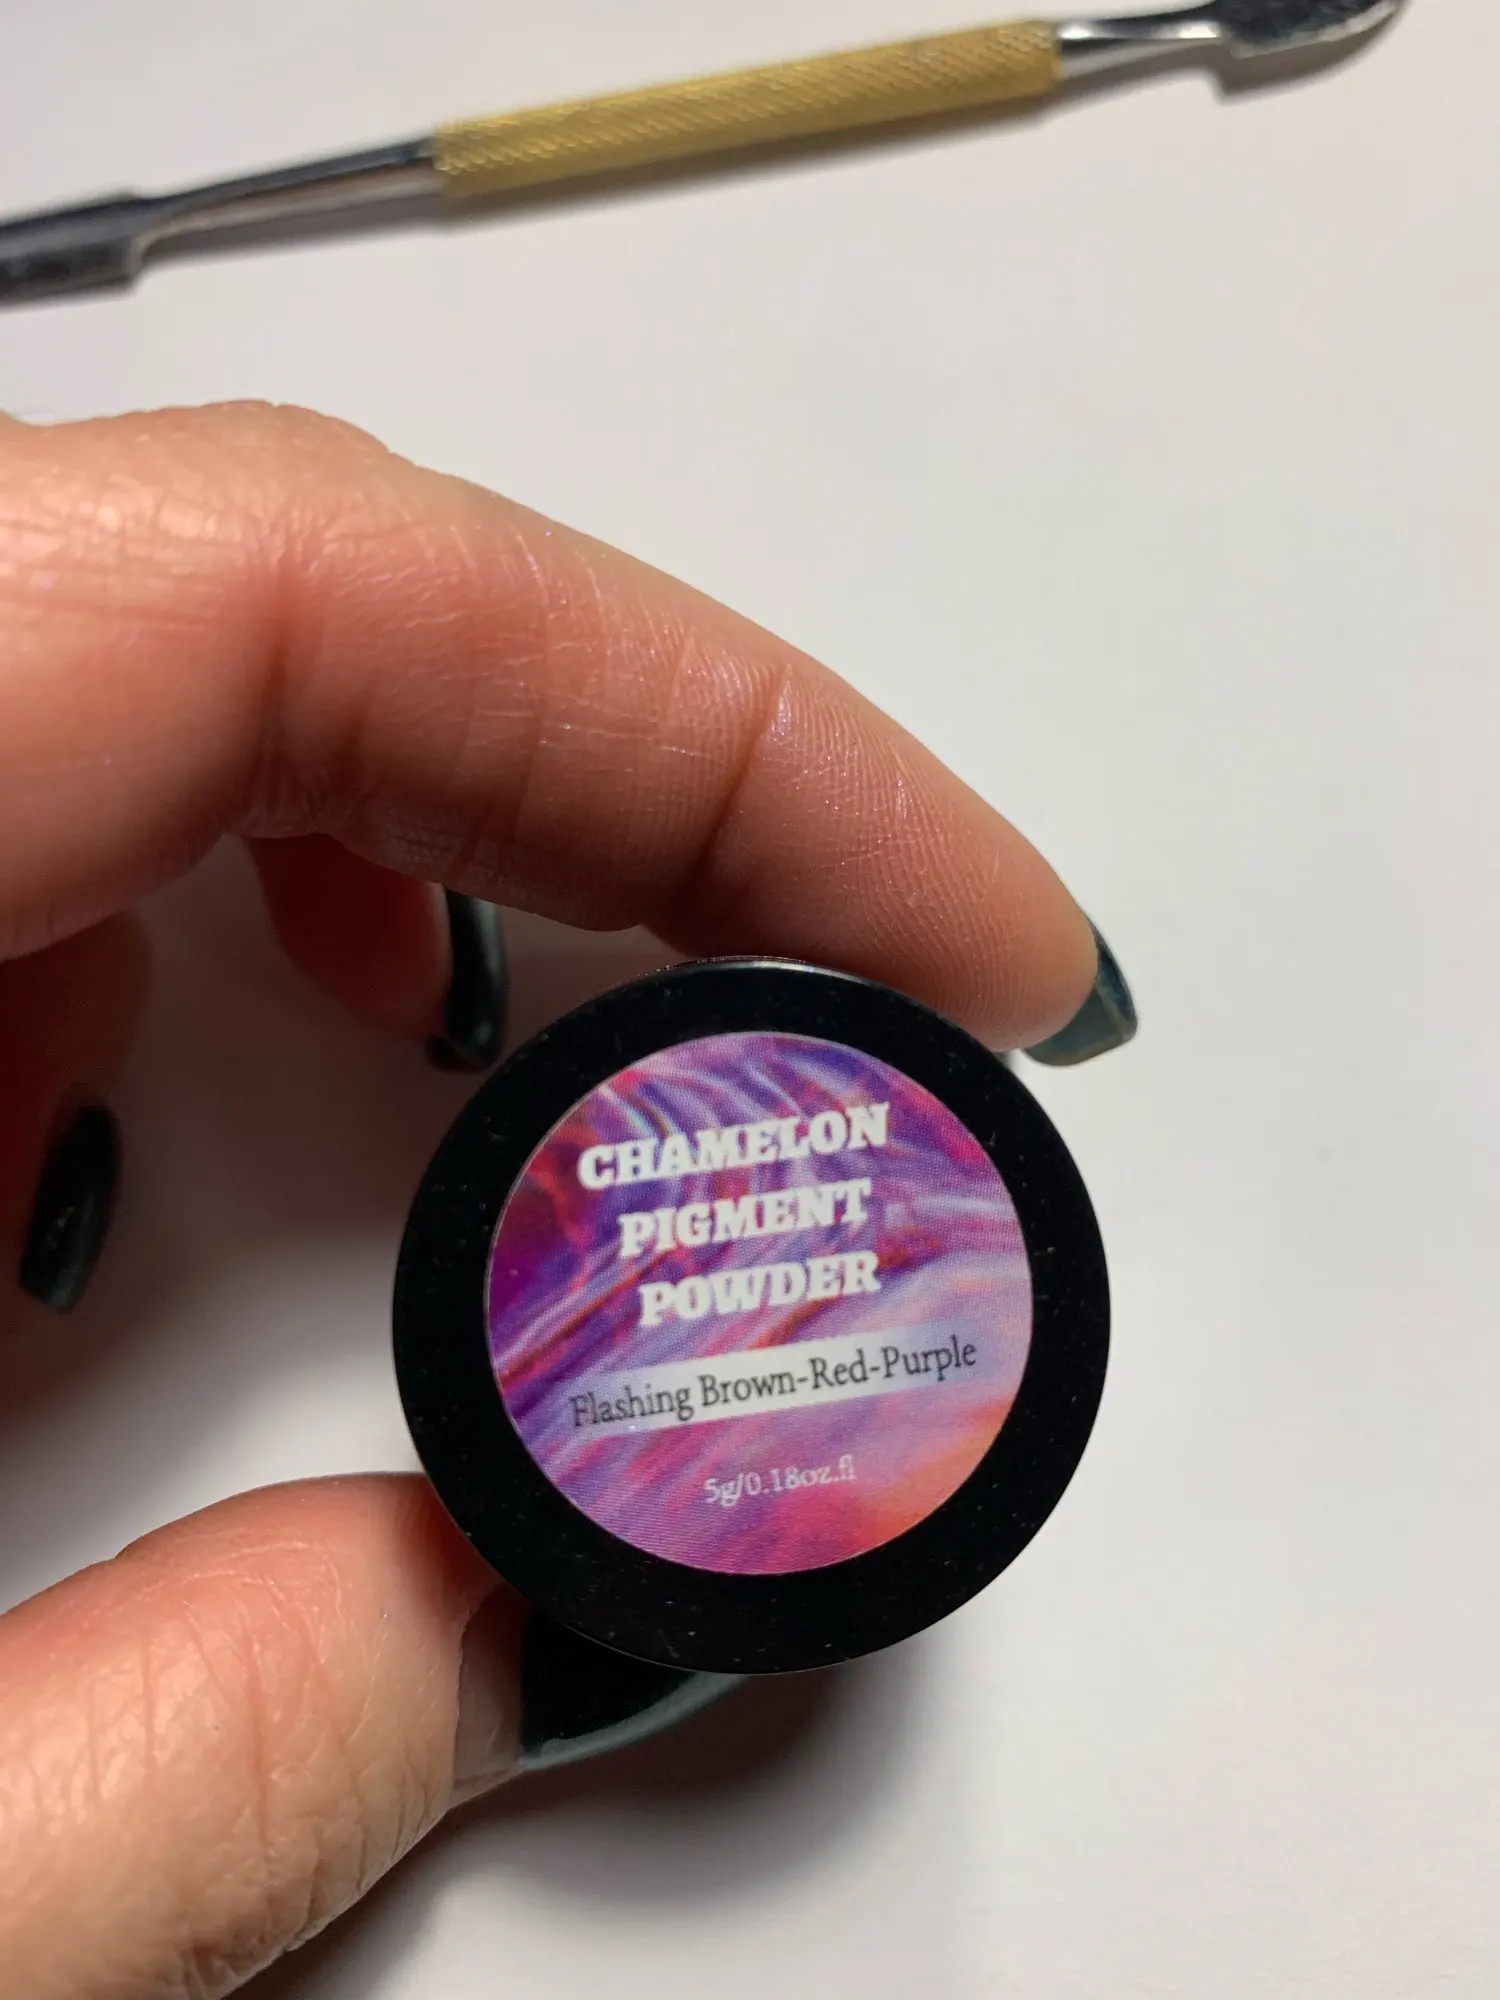 CHAMELON
PIGMENT
POWDER
Flashing Brown-Red-Purple
5g/0.18oz.fl